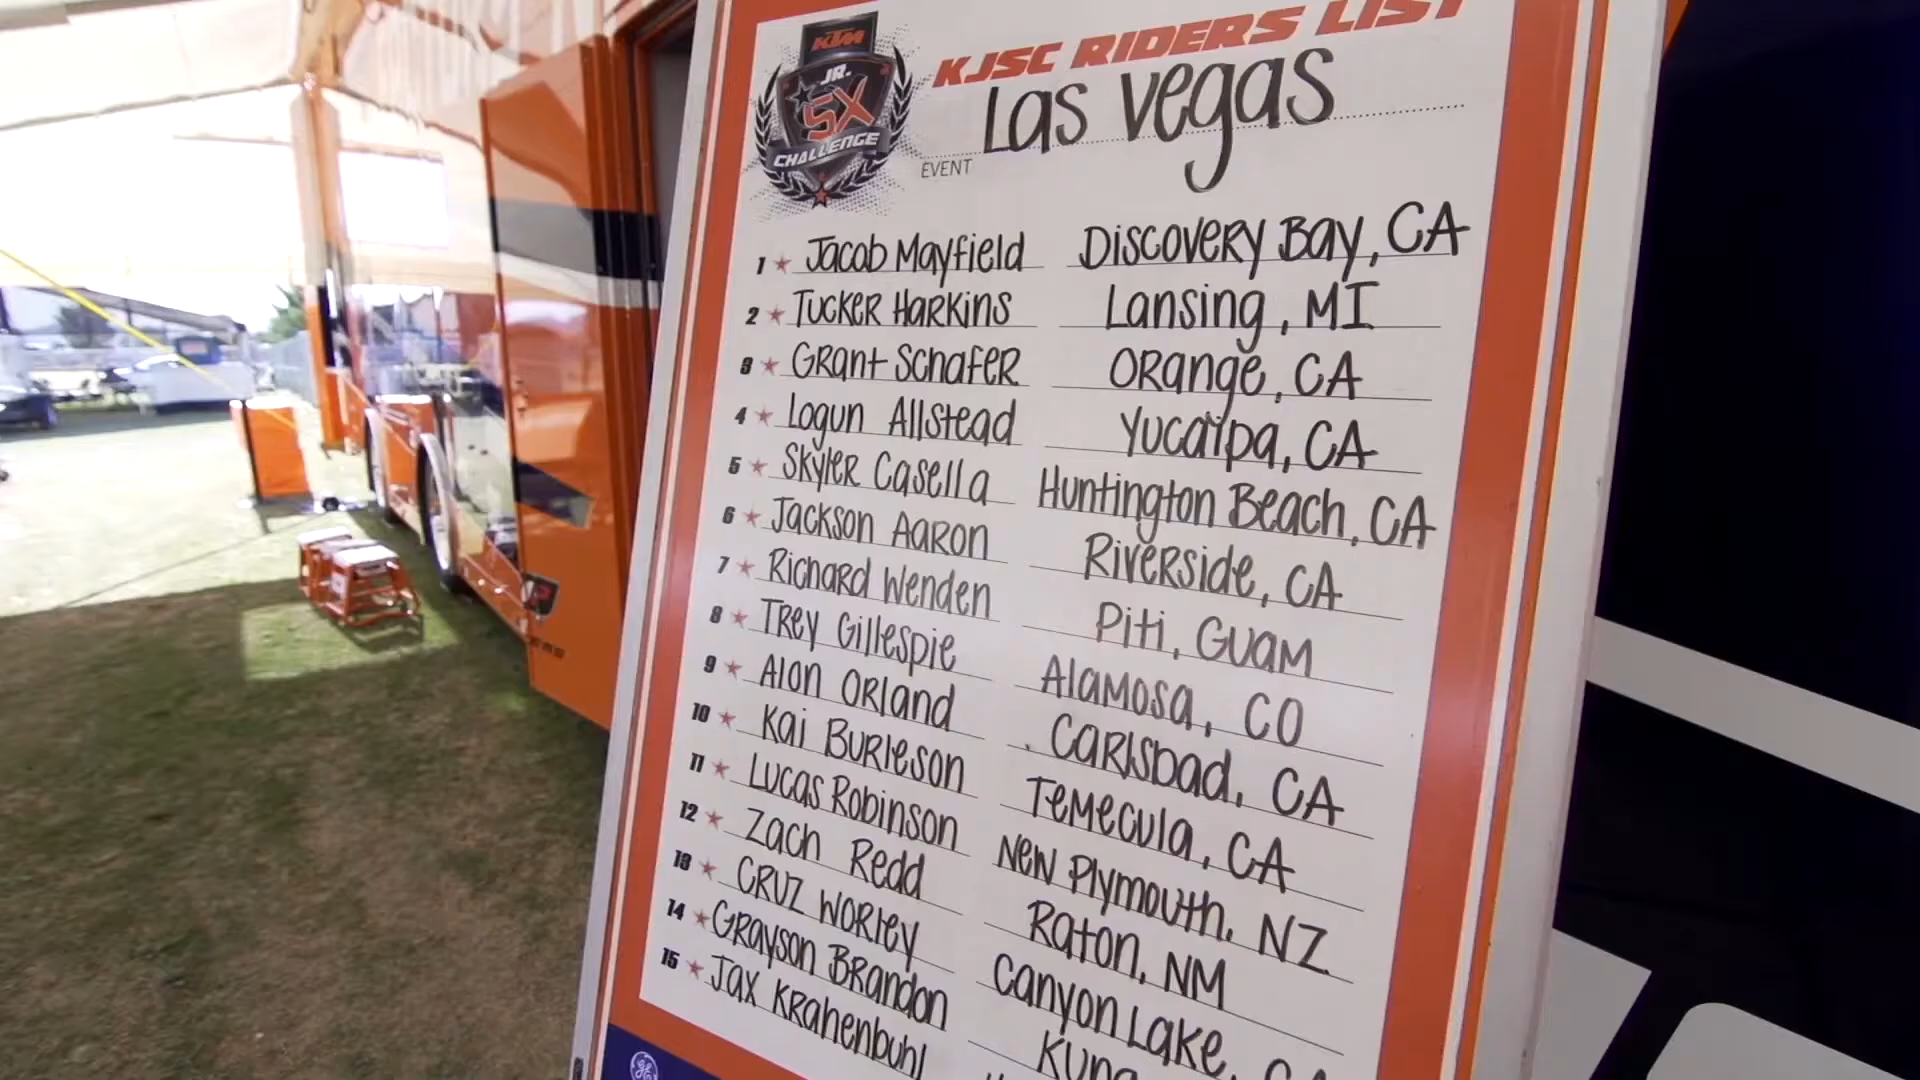 KTM
JR.
SX
CHALLENGE
KJSC RIDERS LIST
EVENT Las Vegas
1 Jacob Mayfield Discovery Bay, CA
2 Tucker Harkins Lansing, MI
3 Grant Schafer Orange, CA
4 Logun Allstead Yucaipa, CA
5 Skyler Casella Huntington Beach, CA
6 Jackson Aaron Riverside, CA
7 Richard Wenden Piti, Guam
8 Trey Gillespie Alamosa, CO
9 Alon Orland Carlsbad, CA
10 Kai Burleson Temecula, CA
11 Lucas Robinson New Plymouth, NZ
12 Zach Redd Raton, NM
13 Cruz Worley Canyon Lake,
14 Grayson Brandon
15 Jax Krahenbuhl
GE